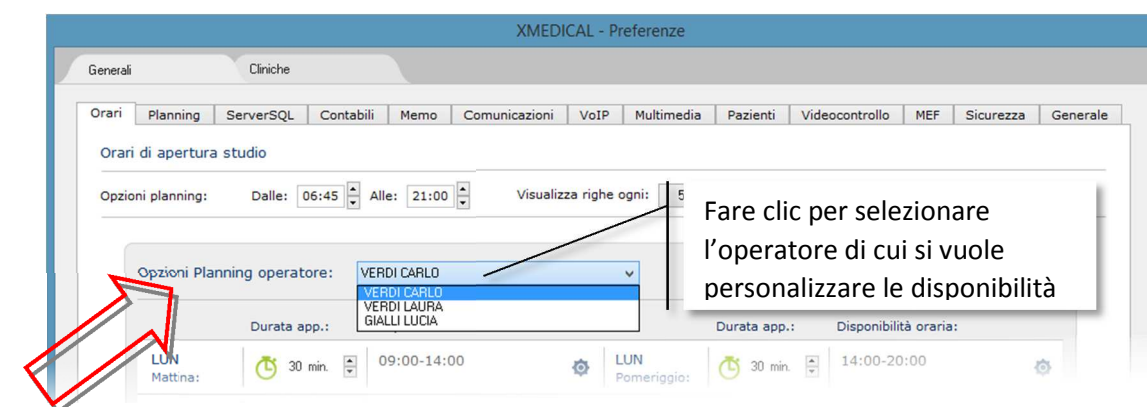 XMEDICAL - Preferenze
Generali Cliniche
Orari Planning ServerSQL Contabili Memo Comunicazioni VoIP Multimedia Pazienti Videocontrollo MEF Sicurezza Generale
Orari di apertura studio
Opzioni planning: Dalle: 06:45 Alle: 21:00 Visualizza righe ogni: 5
Fare clic per selezionare
l’operatore di cui si vuole
personalizzare le disponibilità
Opzioni Planning operatore: VERDI CARLO
VERDI CARLO
VERDI LAURA
GIALLI LUCIA
Durata app.: Durata app.: Disponibilità oraria:
LUN 30 min. 09:00-14:00 LUN 30 min. 14:00-20:00
Mattina: Pomeriggio: